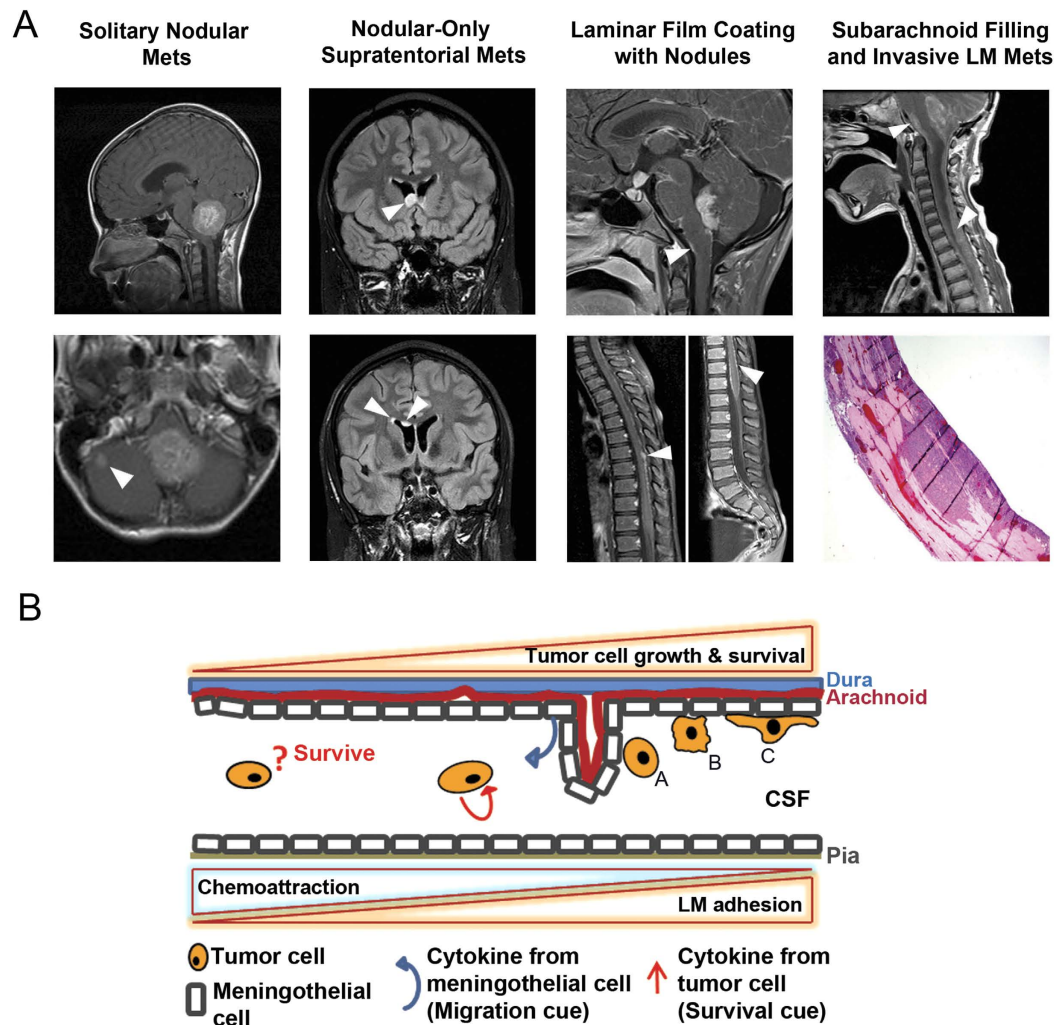 A
Solitary Nodular
Mets
Nodular-Only
Supratentorial Mets
Laminar Film Coating
with Nodules
Subarachnoid Filling
and Invasive LM Mets
B
Tumor cell growth & survival
Dura
Arachnoid
? Survive
A
B
C
CSF
Pia
Chemoattraction
LM adhesion
Tumor cell
Meningothelial
cell
Cytokine from
meningothelial cell
(Migration cue)
Cytokine from
tumor cell
(Survival cue)